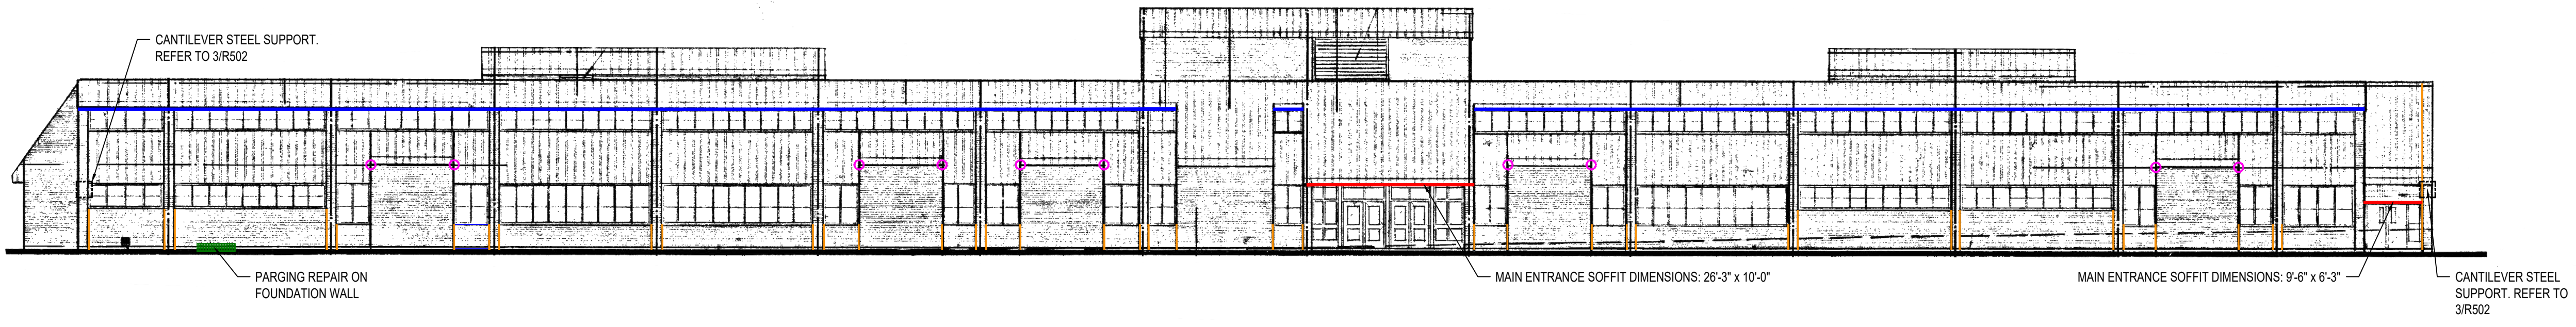 CANTILEVER STEEL SUPPORT.
REFER TO 3/R502
PARGING REPAIR ON
FOUNDATION WALL
MAIN ENTRANCE SOFFIT DIMENSIONS: 26'-3" x 10'-0"
MAIN ENTRANCE SOFFIT DIMENSIONS: 9'-6" x 6'-3"
CANTILEVER STEEL
SUPPORT. REFER TO
3/R502